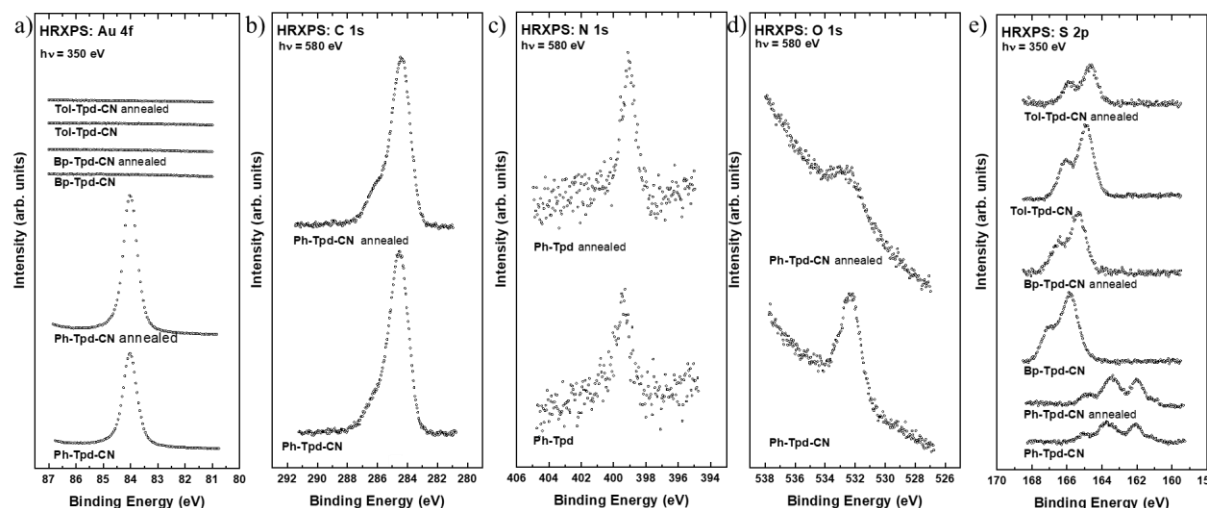 a)
HRXPS: Au 4f
hν = 350 eV
Tol-Tpd-CN annealed
Tol-Tpd-CN
Bp-Tpd-CN annealed
Bp-Tpd-CN
Ph-Tpd-CN annealed
Ph-Tpd-CN
Intensity (arb. units)
87 86 85 84 83 82 81 80
Binding Energy (eV)
b)
HRXPS: C 1s
hν = 580 eV
Ph-Tpd-CN annealed
Ph-Tpd-CN
Intensity (arb. units)
292 290 288 286 284 282 280
Binding Energy (eV)
c)
HRXPS: N 1s
hν = 580 eV
Ph-Tpd annealed
Ph-Tpd
Intensity (arb. units)
406 404 402 400 398 396 394
Binding Energy (eV)
d)
HRXPS: O 1s
hν = 580 eV
Ph-Tpd-CN annealed
Ph-Tpd-CN
Intensity (arb. units)
538 536 534 532 530 528 526
Binding Energy (eV)
e)
HRXPS: S 2p
hν = 350 eV
Tol-Tpd-CN annealed
Tol-Tpd-CN
Bp-Tpd-CN annealed
Bp-Tpd-CN
Ph-Tpd-CN
annealed
Ph-Tpd-CN
Intensity (arb. units)
170 168 166 164 162 160
Binding Energy (eV)